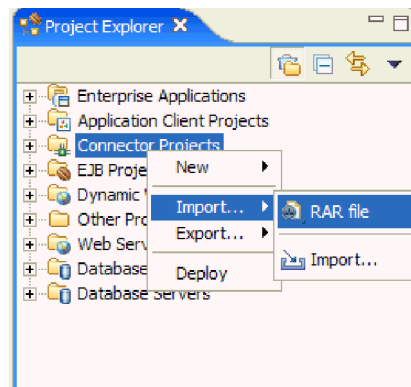 Project Explorer
Enterprise Applications
Application Client Projects
Connector Projects
EJB Proje
Dynamic
Other Pro
Web Serv
Database
Database Servers
New
Import...
Export...
Deploy
RAR file
Import...